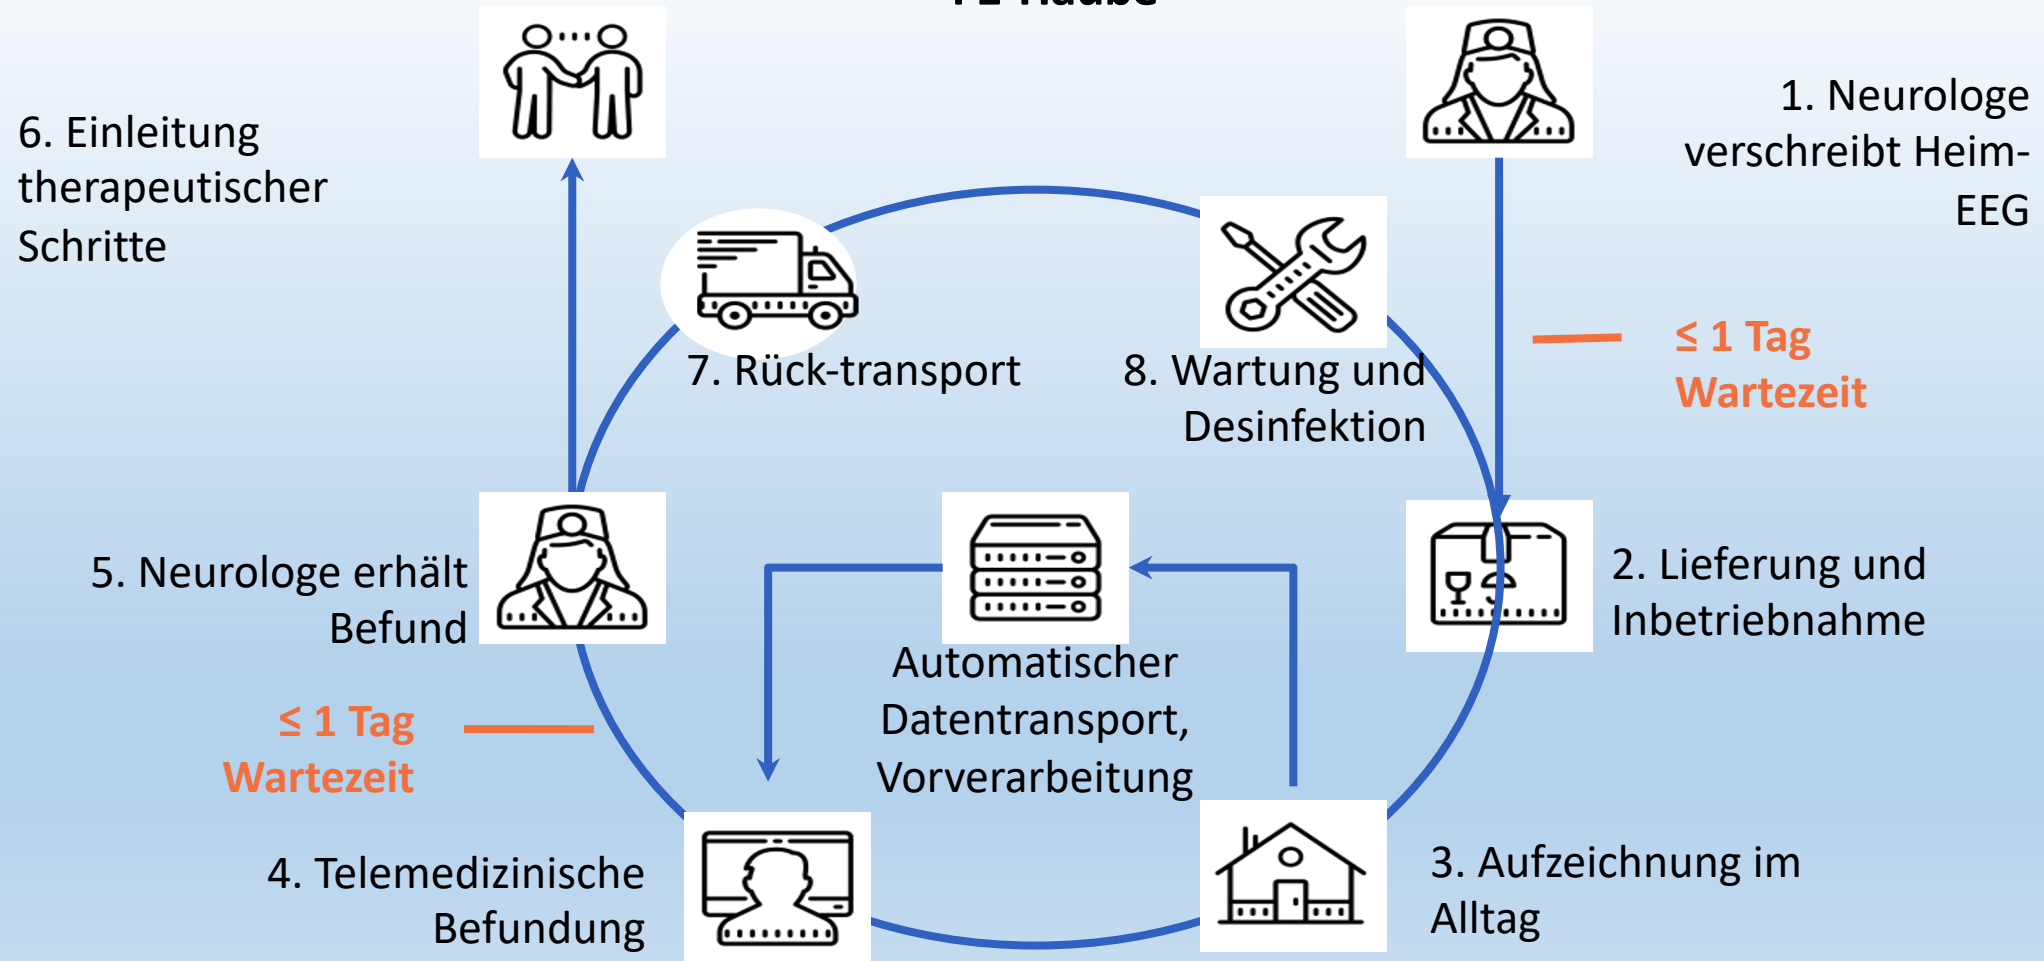 6. Einleitung
therapeutischer
Schritte
1. Neurologe
verschreibt Heim-
EEG
≤ 1 Tag
Wartezeit
7. Rück-transport
8. Wartung und
Desinfektion
5. Neurologe erhält
Befund
2. Lieferung und
Inbetriebnahme
Automatischer
Datentransport,
Vorverarbeitung
≤ 1 Tag
Wartezeit
4. Telemedizinische
Befundung
3. Aufzeichnung im
Alltag